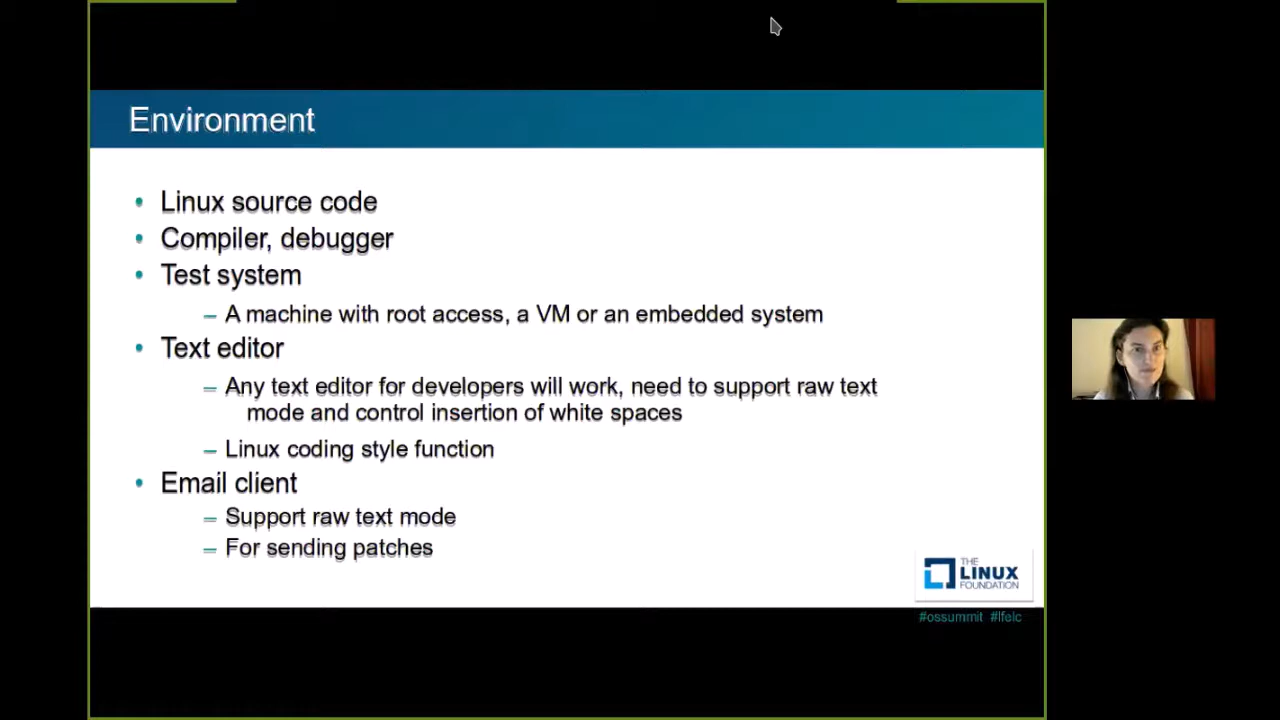 Environment
• Linux source code
• Compiler, debugger
• Test system
– A machine with root access, a VM or an embedded system
• Text editor
– Any text editor for developers will work, need to support raw text
mode and control insertion of white spaces
– Linux coding style function
• Email client
– Support raw text mode
– For sending patches
THE
LINUX
FOUNDATION
#ossummit #lfelc